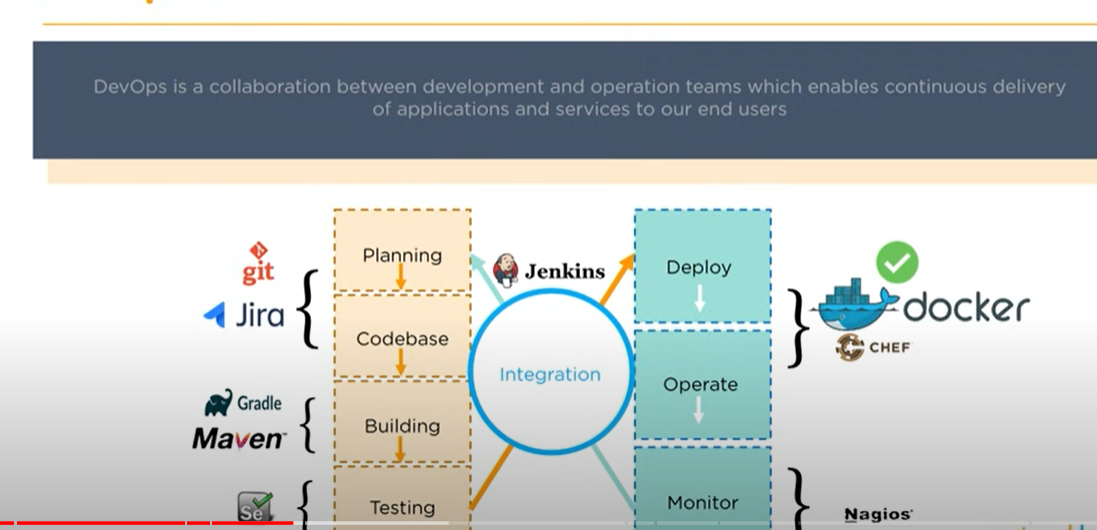 DevOps is a collaboration between development and operation teams which enables continuous delivery
of applications and services to our end users
git
Jira
Planning
Codebase
Jenkins
Integration
Deploy
Operate
docker
CHEF
Gradle
Maven
Building
Se
Testing
Monitor
Nagios